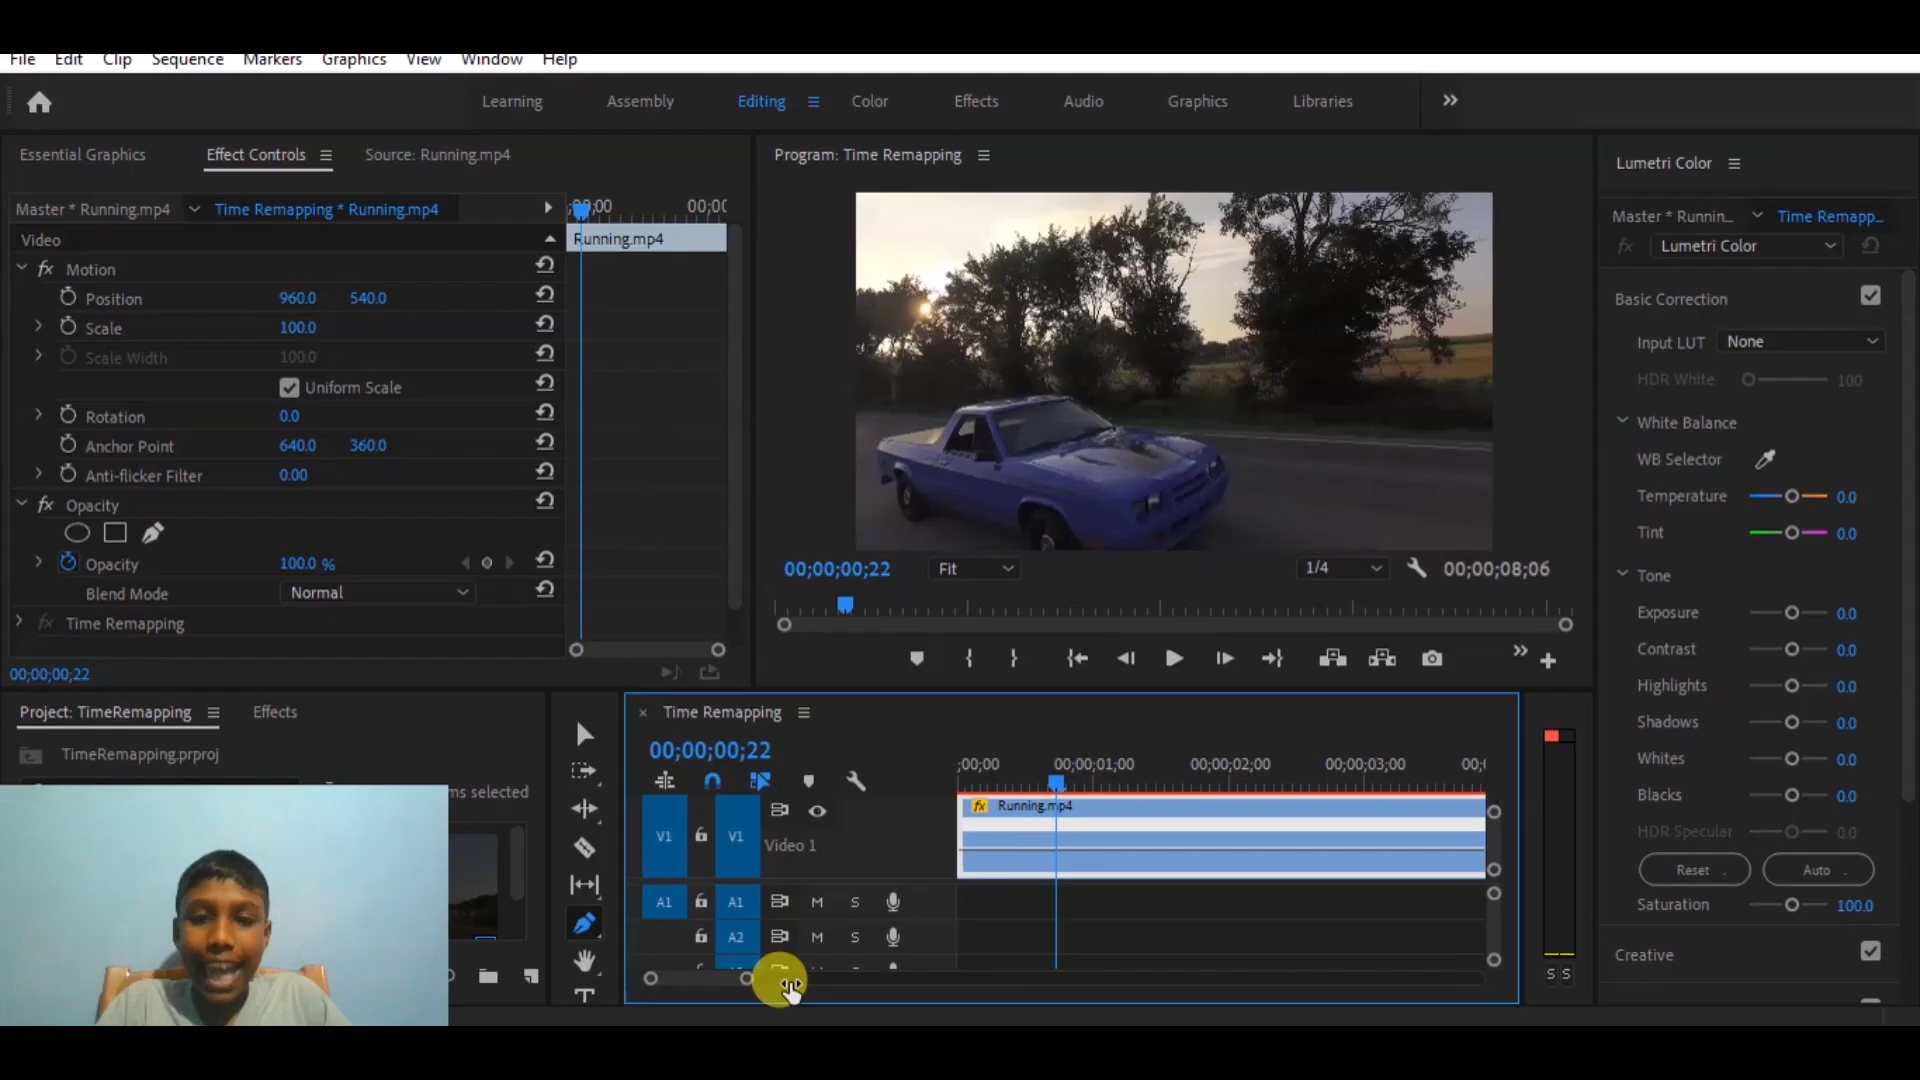 File Edit Clip Sequence Markers Graphics View Window Help
Learning Assembly Editing Color Effects Audio Graphics Libraries
Essential Graphics Effect Controls Source: Running.mp4
Master * Running.mp4 Time Remapping * Running.mp4
;00;00 00;0(
Video
Running.mp4
fx Motion
Position 960.0 540.0
Scale 100.0
Scale Width 100.0
Uniform Scale
Rotation 0.0
Anchor Point 640.0 360.0
Anti-flicker Filter 0.00
fx Opacity
Opacity 100.0 %
Blend Mode Normal
fx Time Remapping
00;00;00;22
Program: Time Remapping
00;00;00;22 Fit 1/4 00;00;08;06
Lumetri Color
Master * Runnin... Time Remapp...
fx Lumetri Color
Basic Correction
Input LUT None
HDR White 100
White Balance
WB Selector
Temperature 0.0
Tint 0.0
Tone
Exposure 0.0
Contrast 0.0
Highlights 0.0
Shadows 0.0
Whites 0.0
Blacks 0.0
HDR Specular 0.0
Reset Auto
Saturation 100.0
Creative
Project: TimeRemapping Effects
TimeRemapping.prproj
ms selected
× Time Remapping
00;00;00;22
;00;00 00;00;01;00 00;00;02;00 00;00;03;00 00;
fx Running.mp4
V1 V1 Video 1
A1 A1 M S
A2 M S
S S